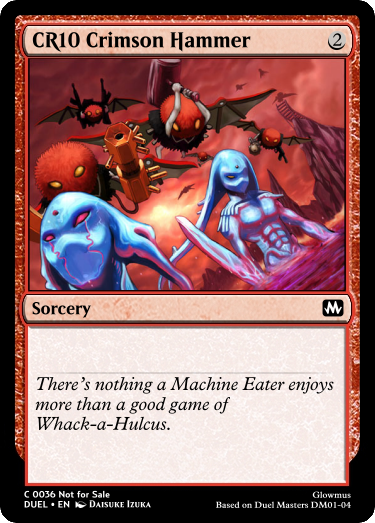 CR10 Crimson Hammer
2
Sorcery
There's nothing a Machine Eater enjoys
more than a good game of
Whack-a-Hulcus.
C 0036 Not for Sale
DUEL • EN Daisuke Izuka
Glowmus
Based on Duel Masters DM01-04